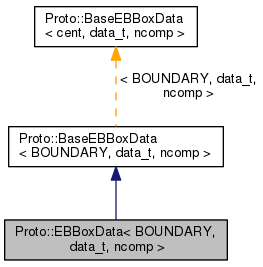 Proto::BaseEBBoxData
< cent, data_t, ncomp >
< BOUNDARY, data_t,
ncomp >
Proto::BaseEBBoxData
< BOUNDARY, data_t, ncomp >
Proto::EBBoxData< BOUNDARY,
data_t, ncomp >